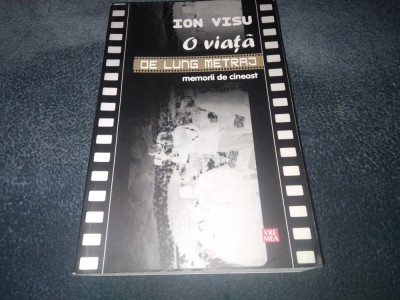 ION VISU
O viață
DE LUNG METRAJ
memorii de cineast
VRE
MEA